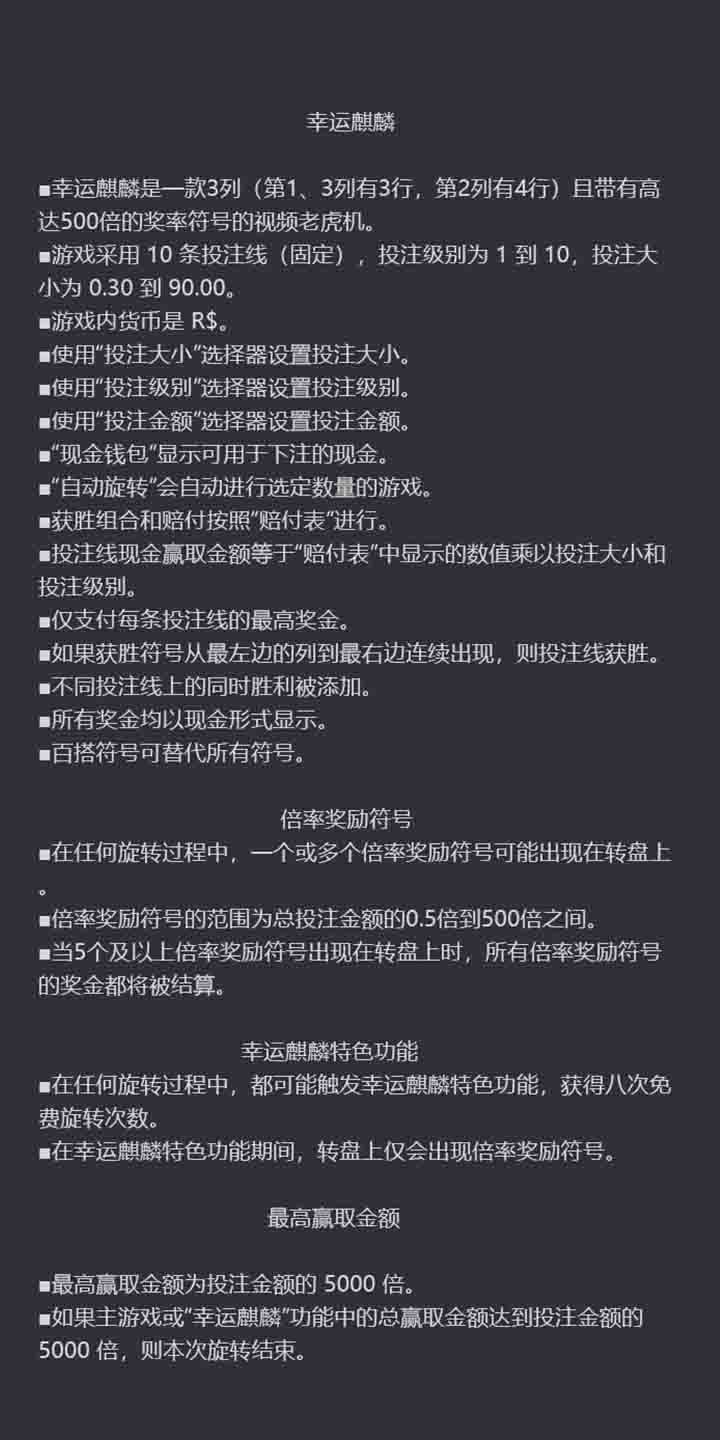 幸运麒麟
■幸运麒麟是一款3列（第1、3列有3行，第2列有4行）且带有高
达500倍的奖率符号的视频老虎机。
■游戏采用 10 条投注线（固定），投注级别为 1 到 10，投注大
小为 0.30 到 90.00。
■游戏内货币是 R$。
■使用“投注大小”选择器设置投注大小。
■使用“投注级别”选择器设置投注级别。
■使用“投注金额”选择器设置投注金额。
■“现金钱包”显示可用于下注的现金。
■“自动旋转”会自动进行选定数量的游戏。
■获胜组合和赔付按照“赔付表“进行。
■投注线现金赢取金额等于“赔付表”中显示的数值乘以投注大小和
投注级别。
■仅支付每条投注线的最高奖金。
■如果获胜符号从最左边的列到最右边连续出现，则投注线获胜。
■不同投注线上的同时胜利被添加。
■所有奖金均以现金形式显示。
■百搭符号可替代所有符号。
倍率奖励符号
■在任何旋转过程中，一个或多个倍率奖励符号可能出现在转盘上
。
■倍率奖励符号的范围为总投注金额的0.5倍到500倍之间。
■当5个及以上倍率奖励符号出现在转盘上时，所有倍率奖励符号
的奖金都将被结算。
幸运麒麟特色功能
■在任何旋转过程中，都可能触发幸运麒麟特色功能，获得八次免
费旋转次数。
■在幸运麒麟特色功能期间，转盘上仅会出现倍率奖励符号。
最高赢取金额
■最高赢取金额为投注金额的 5000 倍。
■如果主游戏或“幸运麒麟”功能中的总赢取金额达到投注金额的
5000 倍，则本次旋转结束。